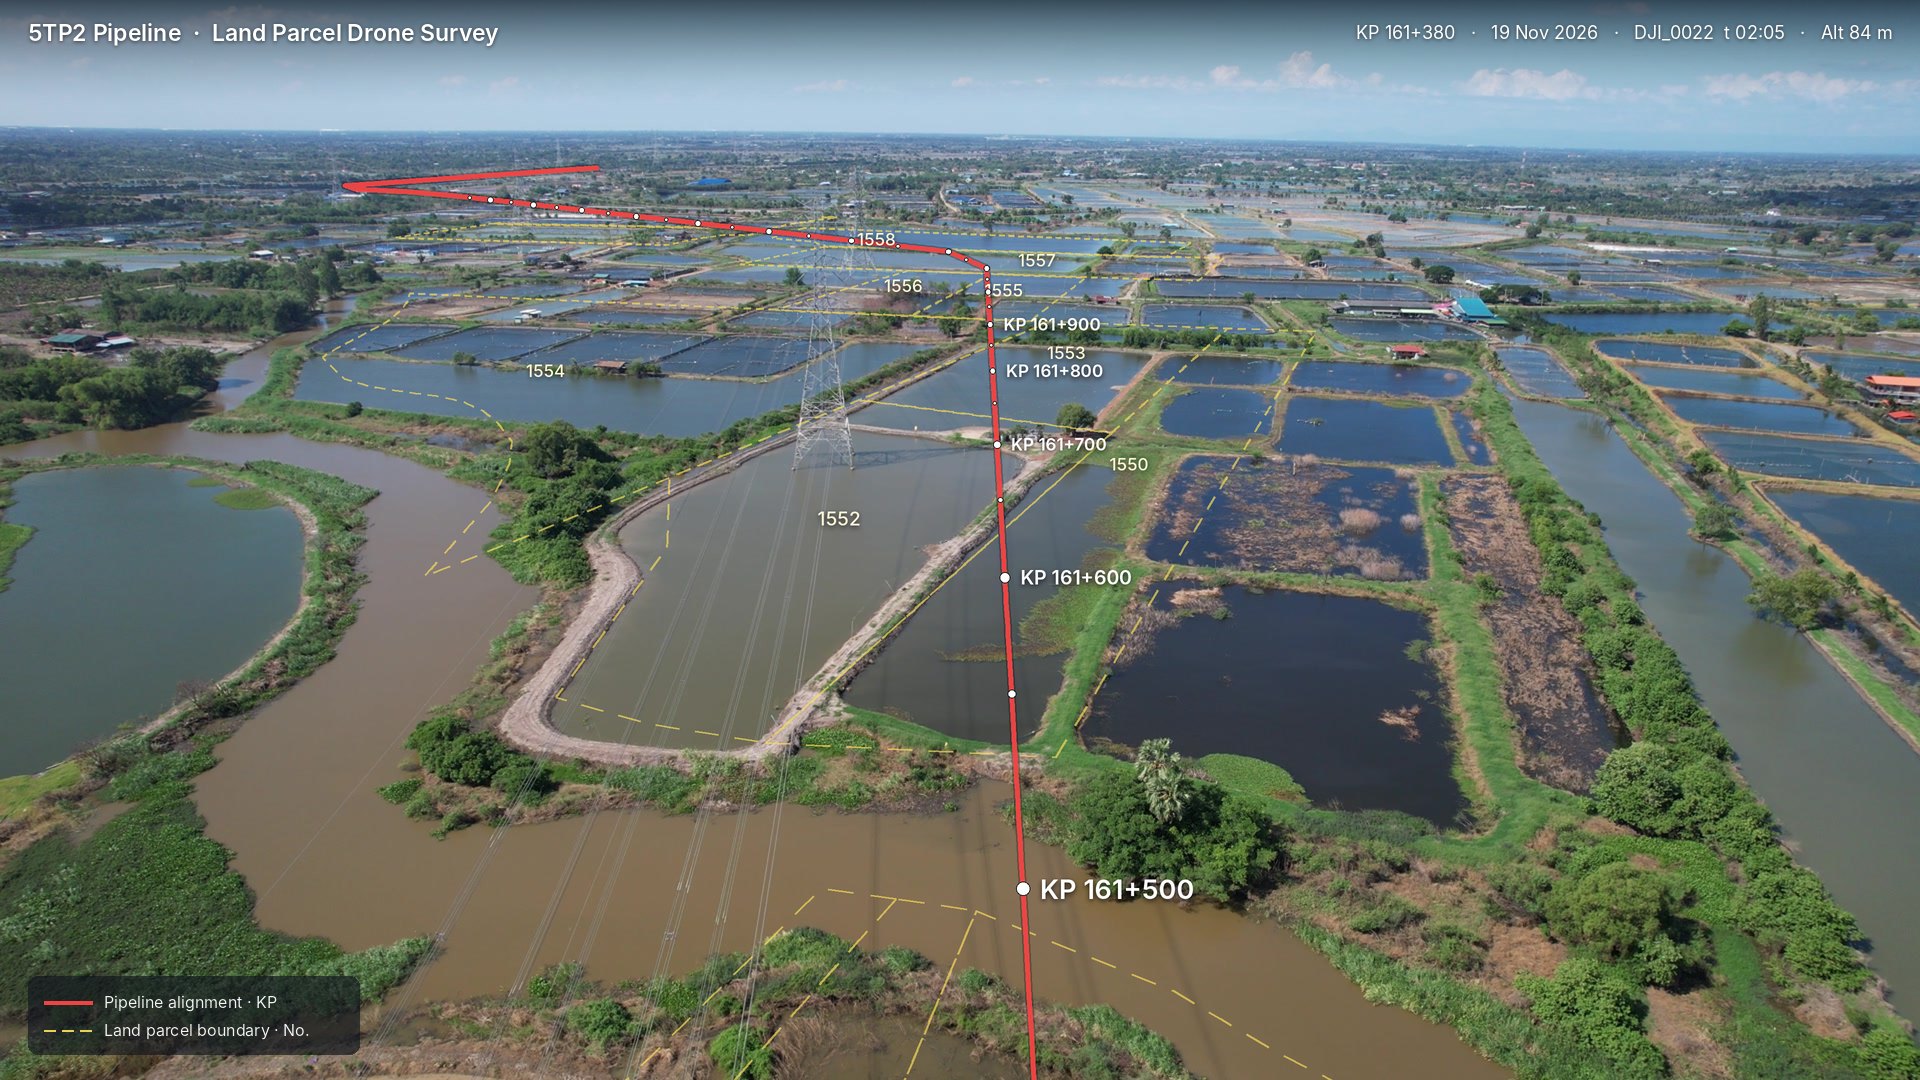 5TP2 Pipeline · Land Parcel Drone Survey
KP 161+380 · 19 Nov 2026 · DJI_0022 t 02:05 · Alt 84 m
1558
1557
1556
1555
KP 161+900
1553
KP 161+800
1554
KP 161+700
1550
1552
KP 161+600
KP 161+500
Pipeline alignment · KP
Land parcel boundary · No.